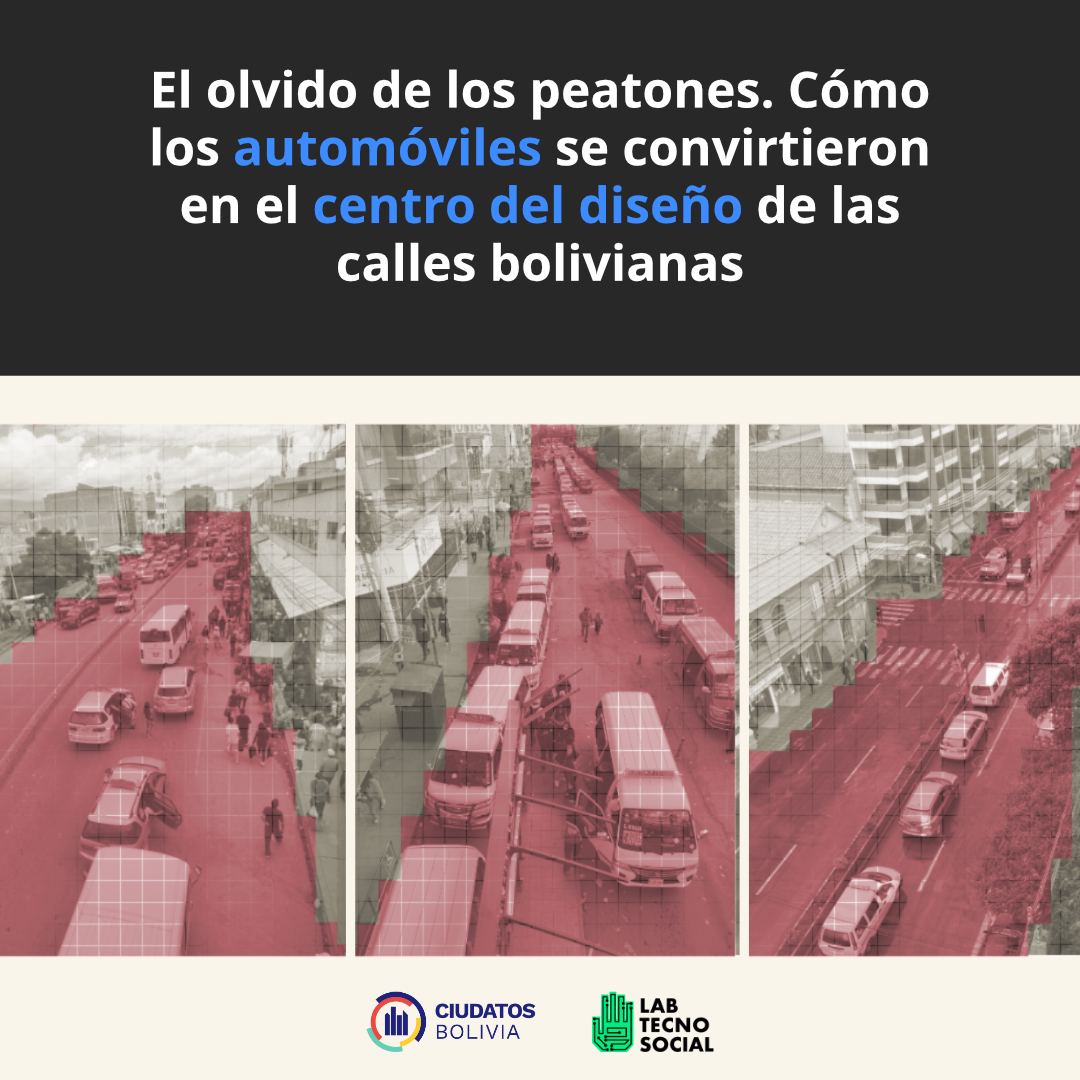 El olvido de los peatones. Cómo
los automóviles se convirtieron
en el centro del diseño de las
calles bolivianas
CIUDATOS
BOLIVIA
LAB
TECNO
SOCIAL